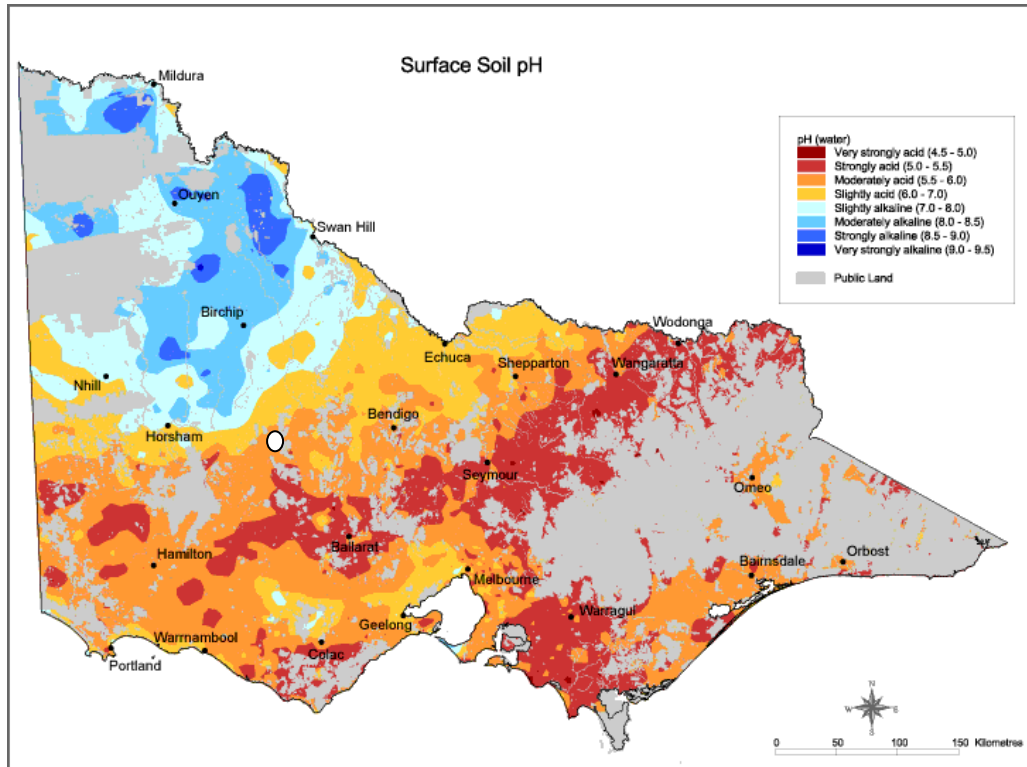 Surface Soil pH
Mildura
pH (water)
Very strongly acid (4.5 - 5.0)
Strongly acid (5.0 - 5.5)
Moderately acid (5.5 - 6.0)
Slightly acid (6.0 - 7.0)
Slightly alkaline (7.0 - 8.0)
Moderately alkaline (8.0 - 8.5)
Strongly alkaline (8.5 - 9.0)
Very strongly alkaline (9.0 - 9.5)
Public Land
Ouyen
Swan Hill
Birchip
Wodonga
Echuca
Shepparton
Wangaratta
Nhill
Bendigo
Horsham
Seymour
Omeo
Bailarat
Hamilton
Melbourne
Bairnsdale
Orbost
Geelong
Warragul
Warrnambool
Colac
Portland
N
W
E
S
0 50 100 150 Kilometres